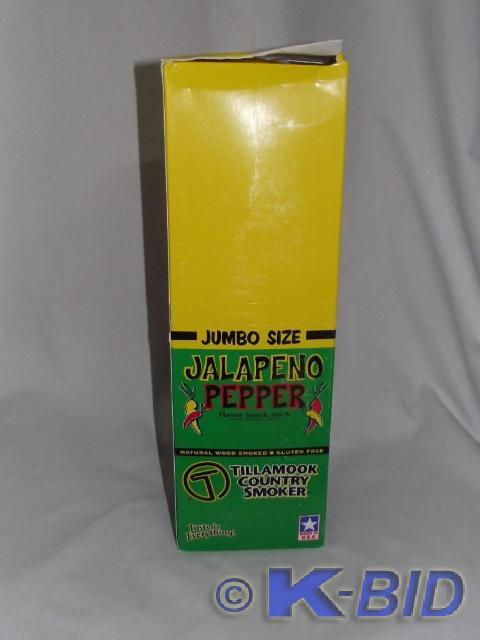 JUMBO SIZE
JALAPENO
PEPPER
Flavor Snack Stick
NATURAL WOOD SMOKED GLUTEN FREE
T
TILLAMOOK
COUNTRY
SMOKER
Taste is
Everything!
USA
© K-BID